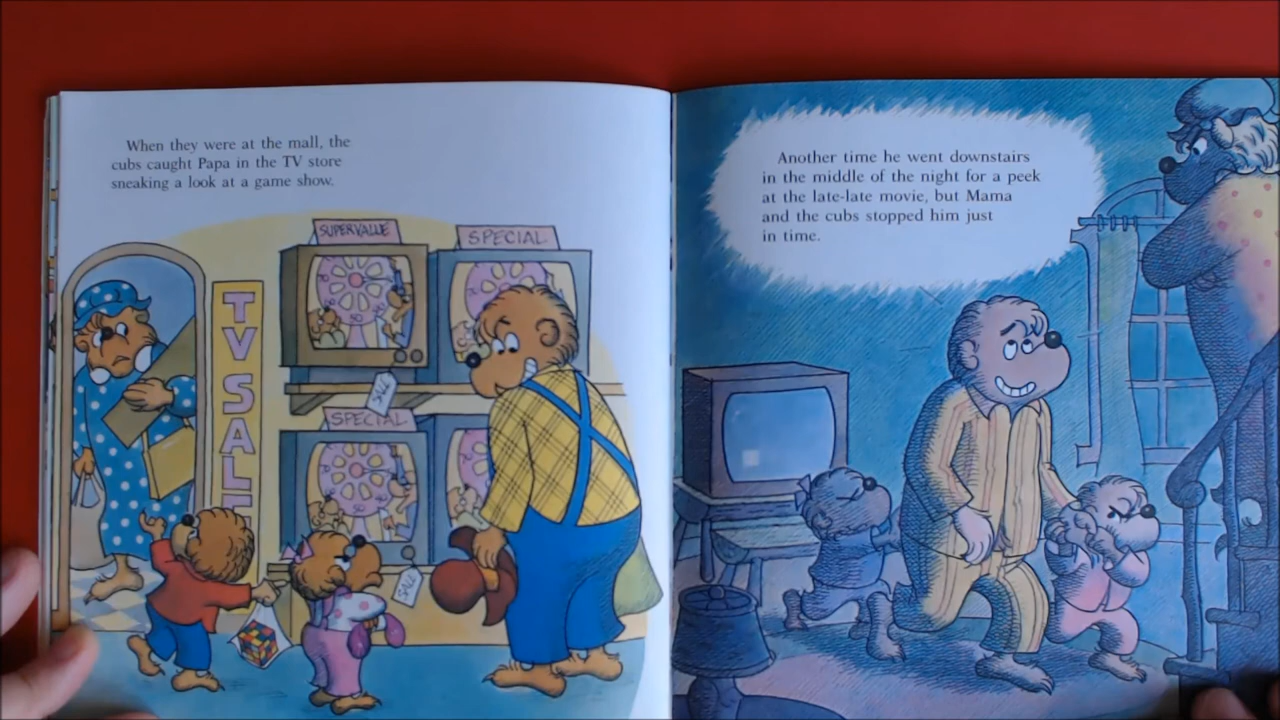 When they were at the mall, the
cubs caught Papa in the TV store
sneaking a look at a game show.
SUPERVALUE
SPECIAL
TV SALE
SALE
SPECIAL
SALE
Another time he went downstairs
in the middle of the night for a peek
at the late-late movie, but Mama
and the cubs stopped him just
in time.